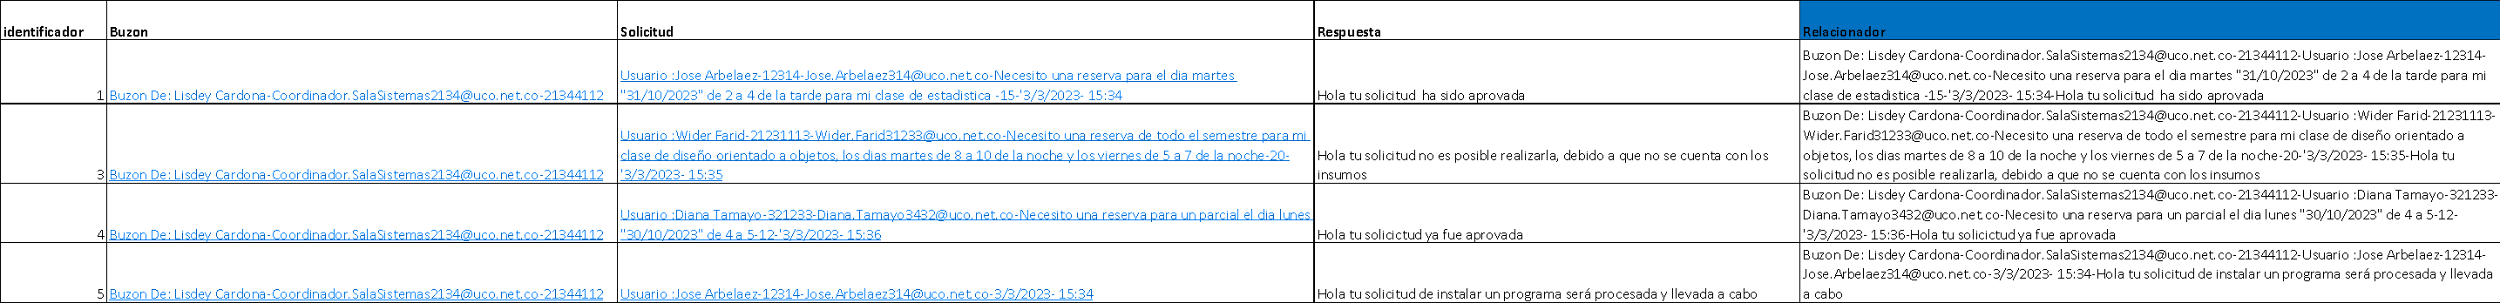 identificador Buzon Solicitud Respuesta Relacionador
1 Buzon De: Lisdey Cardona-Coordinador.SalaSistemas2134@uco.net.co-21344112
Usuario :Jose Arbelaez-12314-Jose.Arbelaez314@uco.net.co-Necesito una reserva para el dia martes
"31/10/2023" de 2 a 4 de la tarde para mi clase de estadistica -15-'3/3/2023- 15:34
Hola tu solicitud  ha sido aprovada
Buzon De: Lisdey Cardona-Coordinador.SalaSistemas2134@uco.net.co-21344112-Usuario :Jose Arbelaez-12314-
Jose.Arbelaez314@uco.net.co-Necesito una reserva para el dia martes "31/10/2023" de 2 a 4 de la tarde para mi
clase de estadistica -15-'3/3/2023- 15:34-Hola tu solicitud  ha sido aprovada
3 Buzon De: Lisdey Cardona-Coordinador.SalaSistemas2134@uco.net.co-21344112
Usuario :Wider Farid-21231113-Wider.Farid31233@uco.net.co-Necesito una reserva de todo el semestre para mi
clase de diseño orientado a objetos, los dias martes de 8 a 10 de la noche y los viernes de 5 a 7 de la noche-20-
'3/3/2023- 15:35
Hola tu solicitud no es posible realizarla, debido a que no se cuenta con los
insumos
Buzon De: Lisdey Cardona-Coordinador.SalaSistemas2134@uco.net.co-21344112-Usuario :Wider Farid-21231113-
Wider.Farid31233@uco.net.co-Necesito una reserva de todo el semestre para mi clase de diseño orientado a
objetos, los dias martes de 8 a 10 de la noche y los viernes de 5 a 7 de la noche-20-'3/3/2023- 15:35-Hola tu
solicitud no es posible realizarla, debido a que no se cuenta con los insumos
4 Buzon De: Lisdey Cardona-Coordinador.SalaSistemas2134@uco.net.co-21344112
Usuario :Diana Tamayo-321233-Diana.Tamayo3432@uco.net.co-Necesito una reserva para un parcial el dia lunes
"30/10/2023" de 4 a 5-12-'3/3/2023- 15:36
Hola tu solicictud ya fue aprovada
Buzon De: Lisdey Cardona-Coordinador.SalaSistemas2134@uco.net.co-21344112-Usuario :Diana Tamayo-321233-
Diana.Tamayo3432@uco.net.co-Necesito una reserva para un parcial el dia lunes "30/10/2023" de 4 a 5-12-
'3/3/2023- 15:36-Hola tu solicictud ya fue aprovada
5 Buzon De: Lisdey Cardona-Coordinador.SalaSistemas2134@uco.net.co-21344112
Usuario :Jose Arbelaez-12314-Jose.Arbelaez314@uco.net.co-3/3/2023- 15:34
Hola tu solicitud de instalar un programa será procesada y llevada a cabo
Buzon De: Lisdey Cardona-Coordinador.SalaSistemas2134@uco.net.co-21344112-Usuario :Jose Arbelaez-12314-
Jose.Arbelaez314@uco.net.co-3/3/2023- 15:34-Hola tu solicitud de instalar un programa será procesada y llevada
a cabo